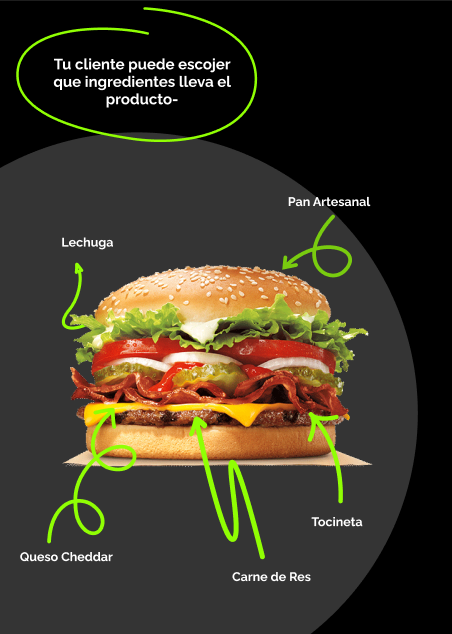 Tu cliente puede escojer
que ingredientes lleva el
producto-
Pan Artesanal
Lechuga
Tocineta
Queso Cheddar
Carne de Res